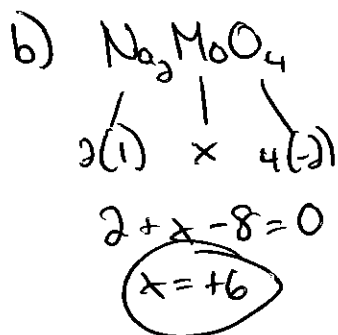 b) Na₂MoO₄
2(1) x 4(-2)
2 + x - 8 = 0
x = +6